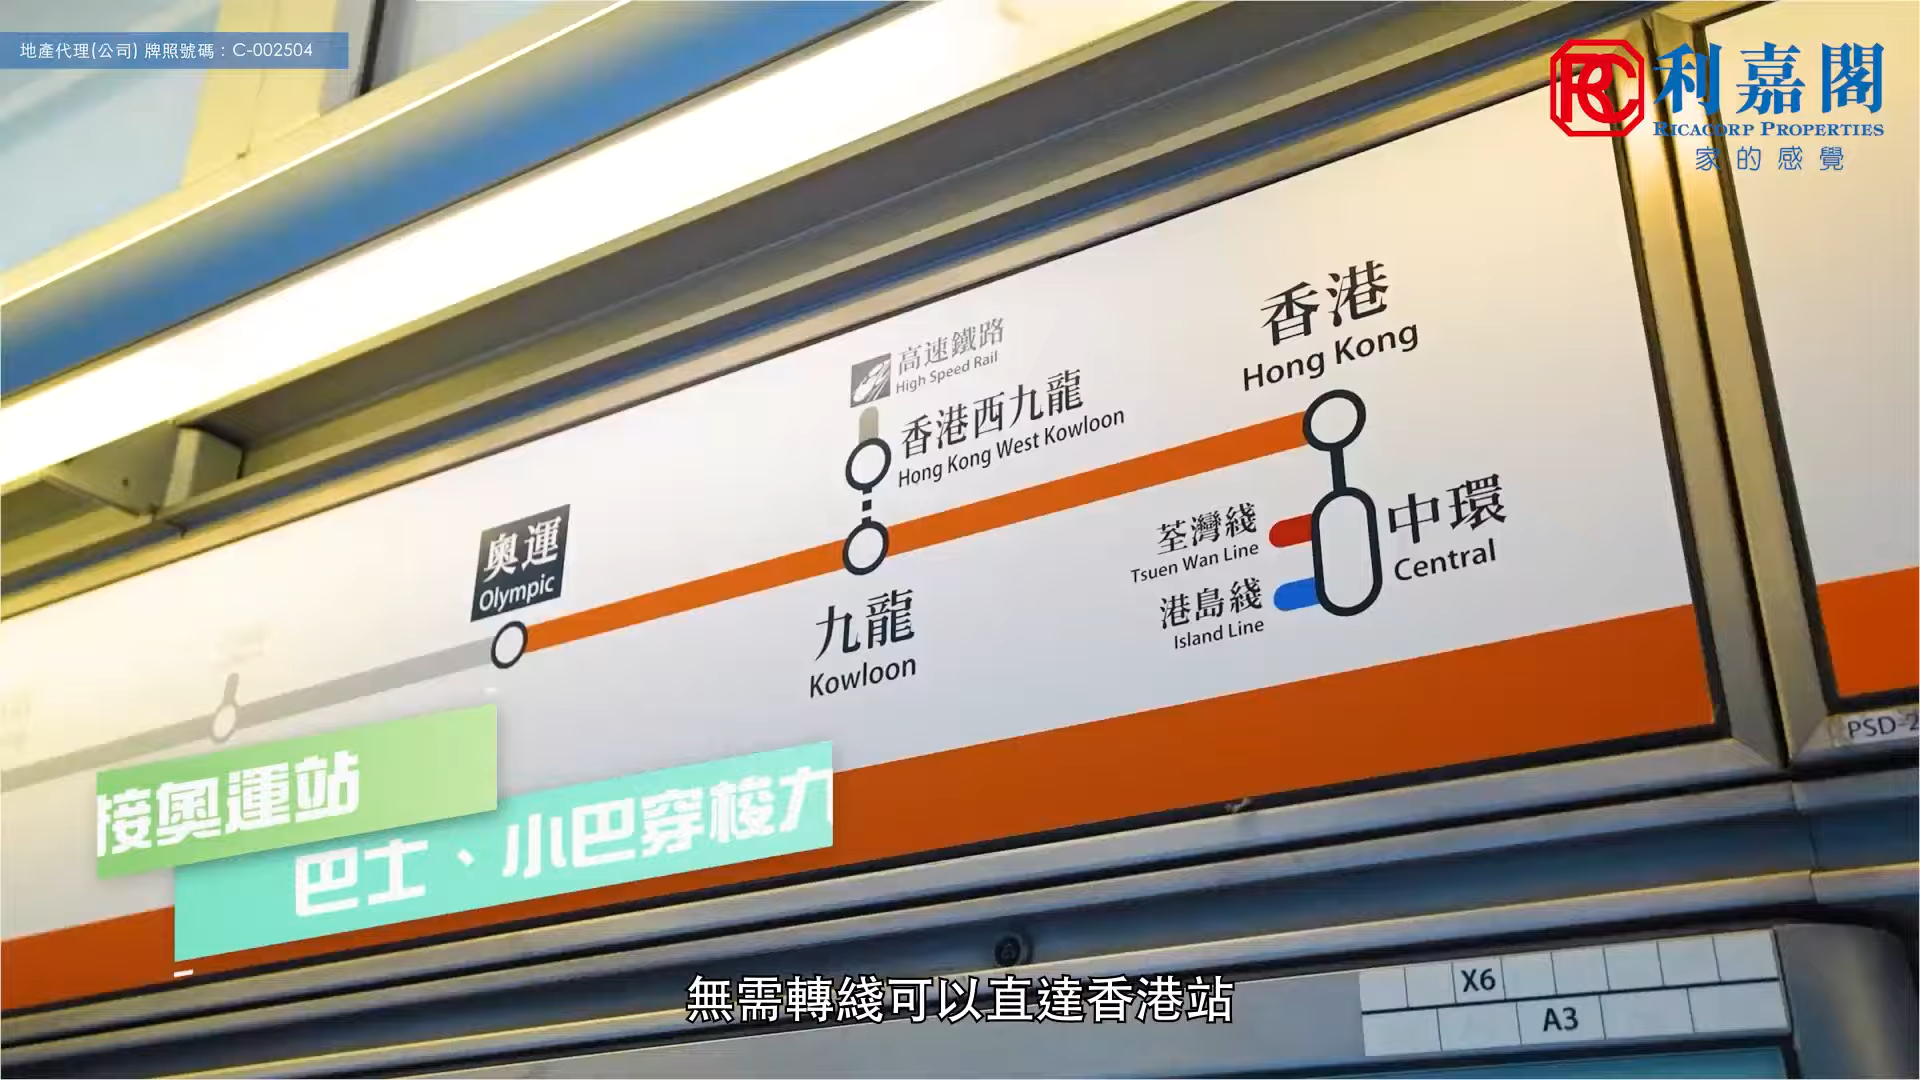 地產代理(公司) 牌照號碼：C-002504
RC
利嘉閣
RICACORP PROPERTIES
家的感覺
香港
Hong Kong
高速鐵路
High Speed Rail
香港西九龍
Hong Kong West Kowloon
奧運
Olympic
荃灣綫
Tsuen Wan Line
中環
Central
港島綫
Island Line
九龍
Kowloon
PSD-2
接奧運站
巴士、小巴穿梭九
X6
A3
無需轉綫可以直達香港站